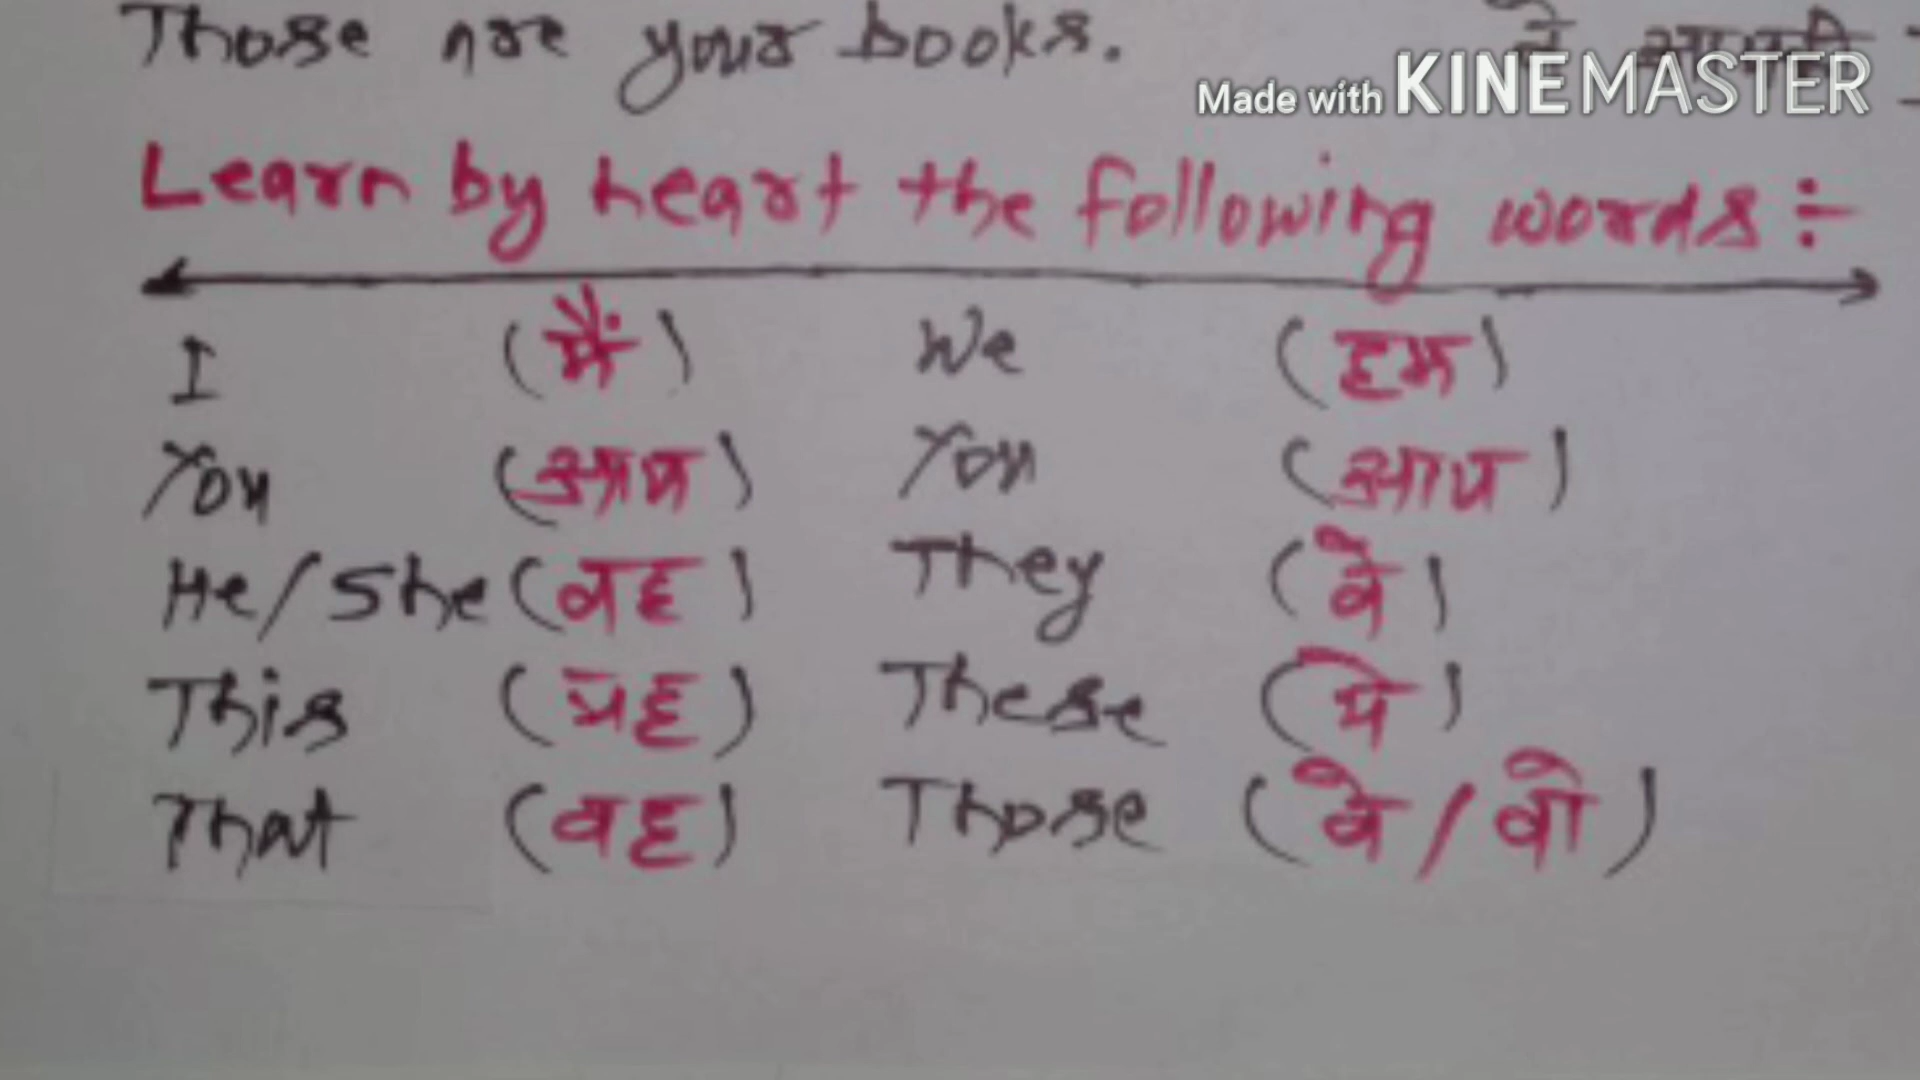 Those are your books. वे आपकी
Made with KINEMASTER
Learn by heart the following words :-
I (मैं) We (हम)
You (आप) You (आप)
He/She (वह) They (वे)
This (यह) These (ये)
That (वह) Those (वे/वो)